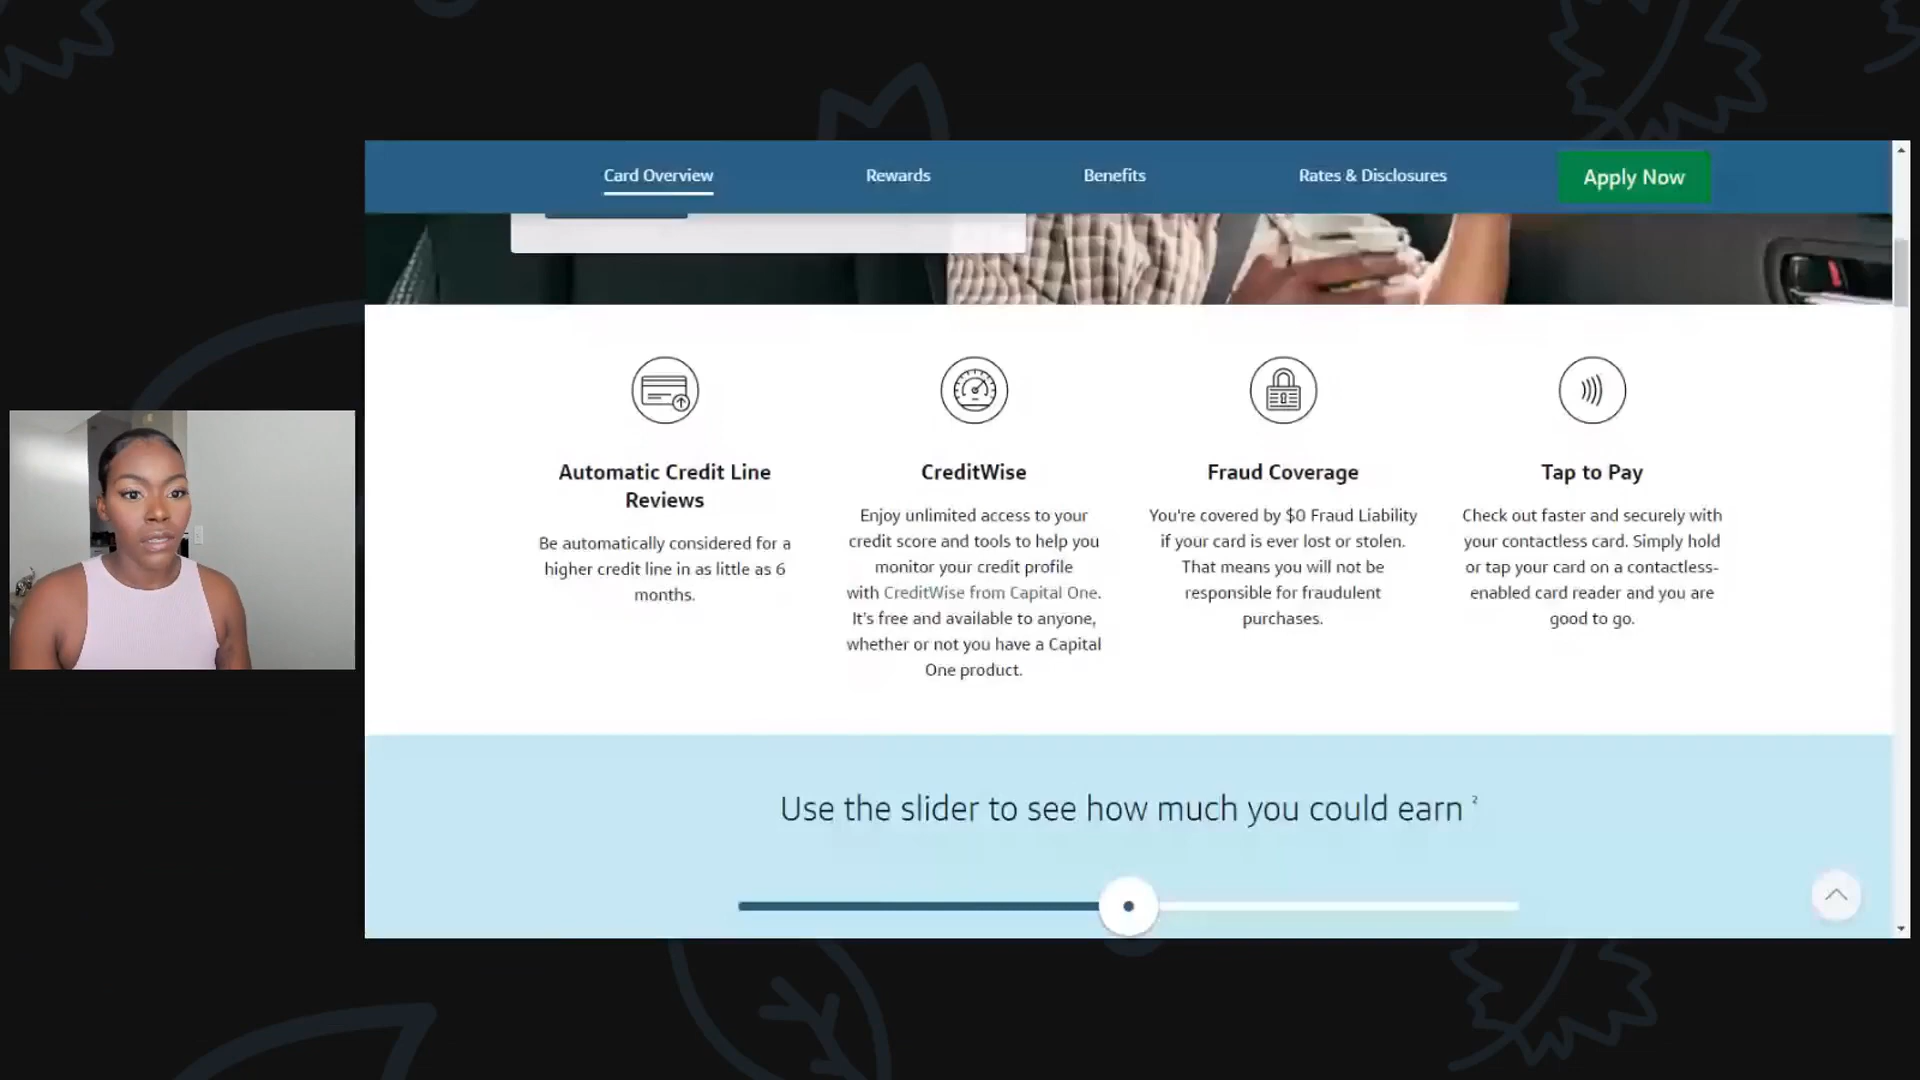 Card Overview
Rewards
Benefits
Rates & Disclosures
Apply Now
Automatic Credit Line
Reviews
Be automatically considered for a
higher credit line in as little as 6
months.
CreditWise
Enjoy unlimited access to your
credit score and tools to help you
monitor your credit profile
with CreditWise from Capital One.
It's free and available to anyone,
whether or not you have a Capital
One product.
Fraud Coverage
You're covered by $0 Fraud Liability
if your card is ever lost or stolen.
That means you will not be
responsible for fraudulent
purchases.
Tap to Pay
Check out faster and securely with
your contactless card. Simply hold
or tap your card on a contactless-
enabled card reader and you are
good to go.
Use the slider to see how much you could earn ²